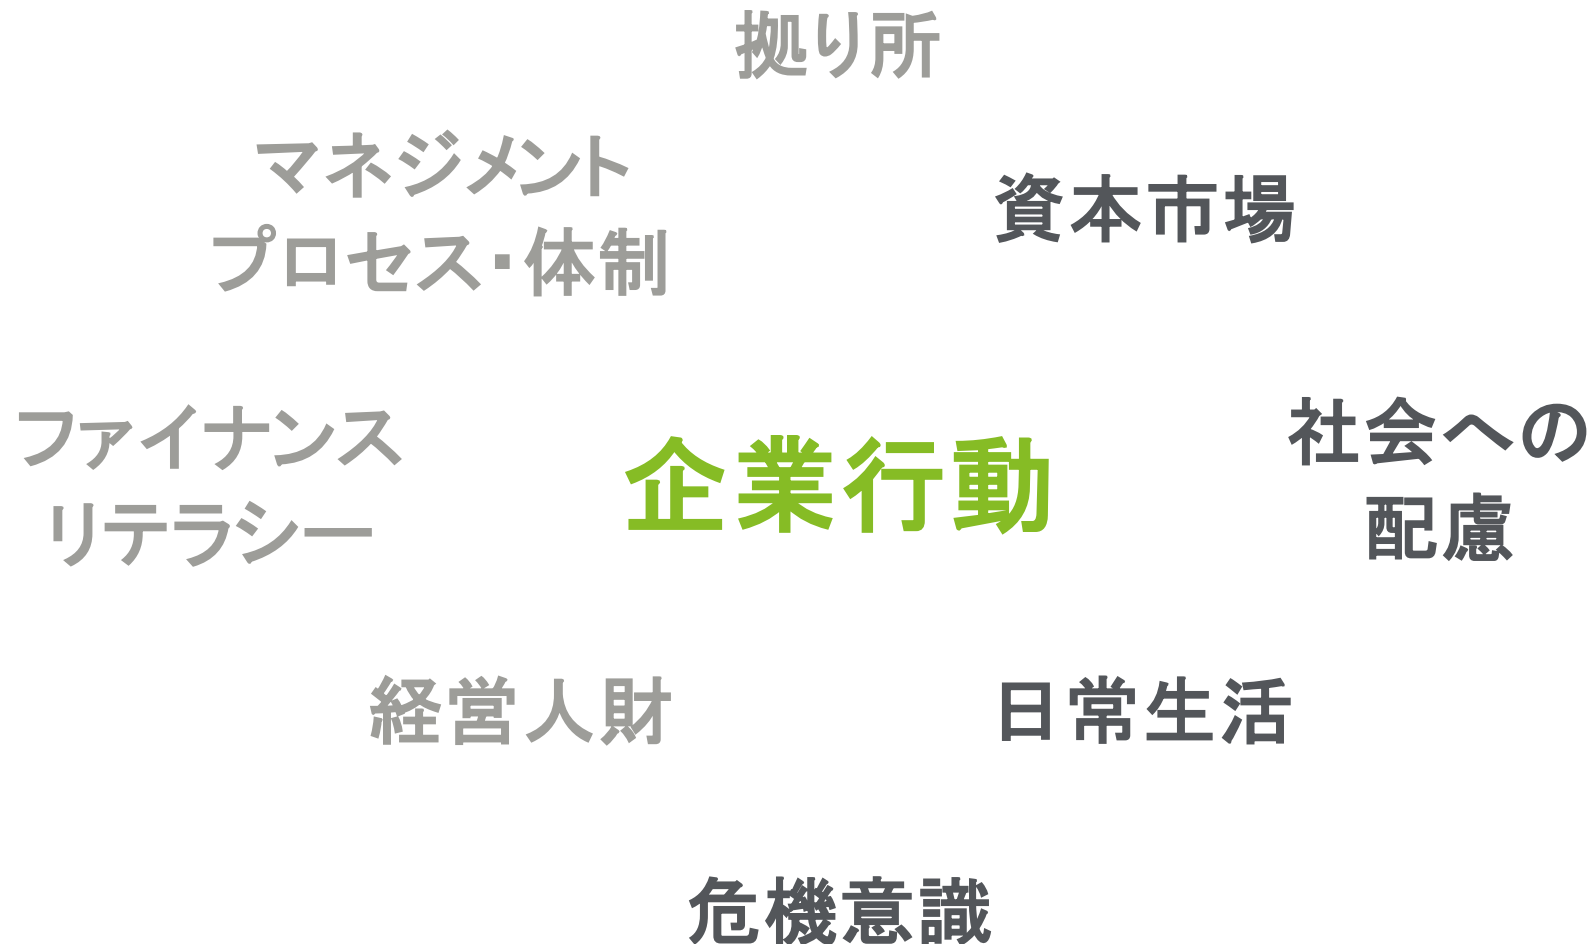 拠り所
マネジメント
プロセス・体制
資本市場
ファイナンス
リテラシー
企業行動
社会への
配慮
経営人財
日常生活
危機意識